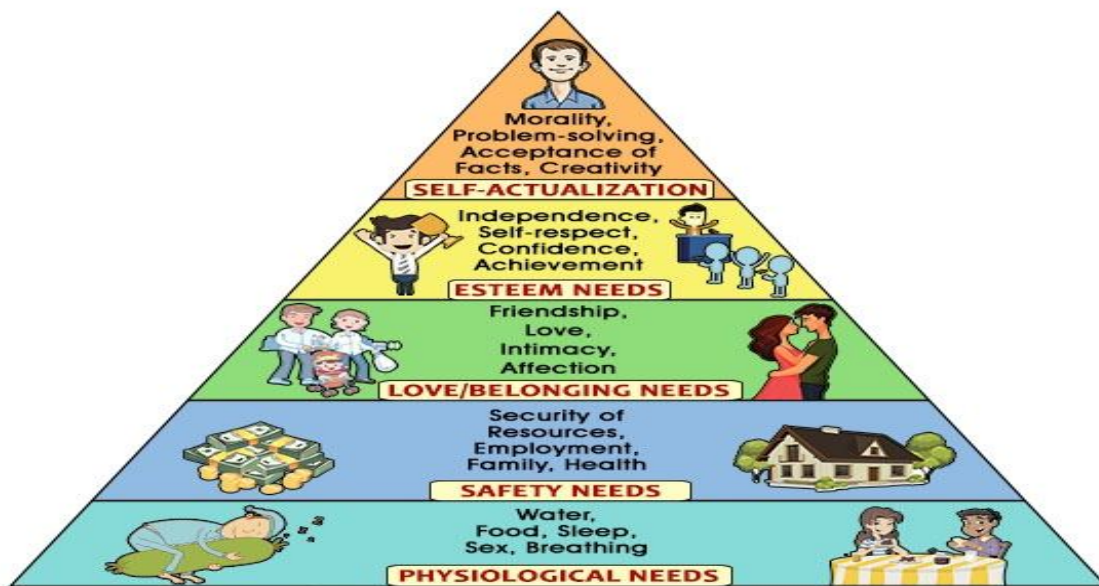 Morality,
Problem-solving,
Acceptance of
Facts, Creativity
SELF-ACTUALIZATION
Independence,
Self-respect,
Confidence,
Achievement
ESTEEM NEEDS
Friendship,
Love,
Intimacy,
Affection
LOVE/BELONGING NEEDS
Security of
Resources,
Employment,
Family, Health
SAFETY NEEDS
Water,
Food, Sleep,
Sex, Breathing
PHYSIOLOGICAL NEEDS